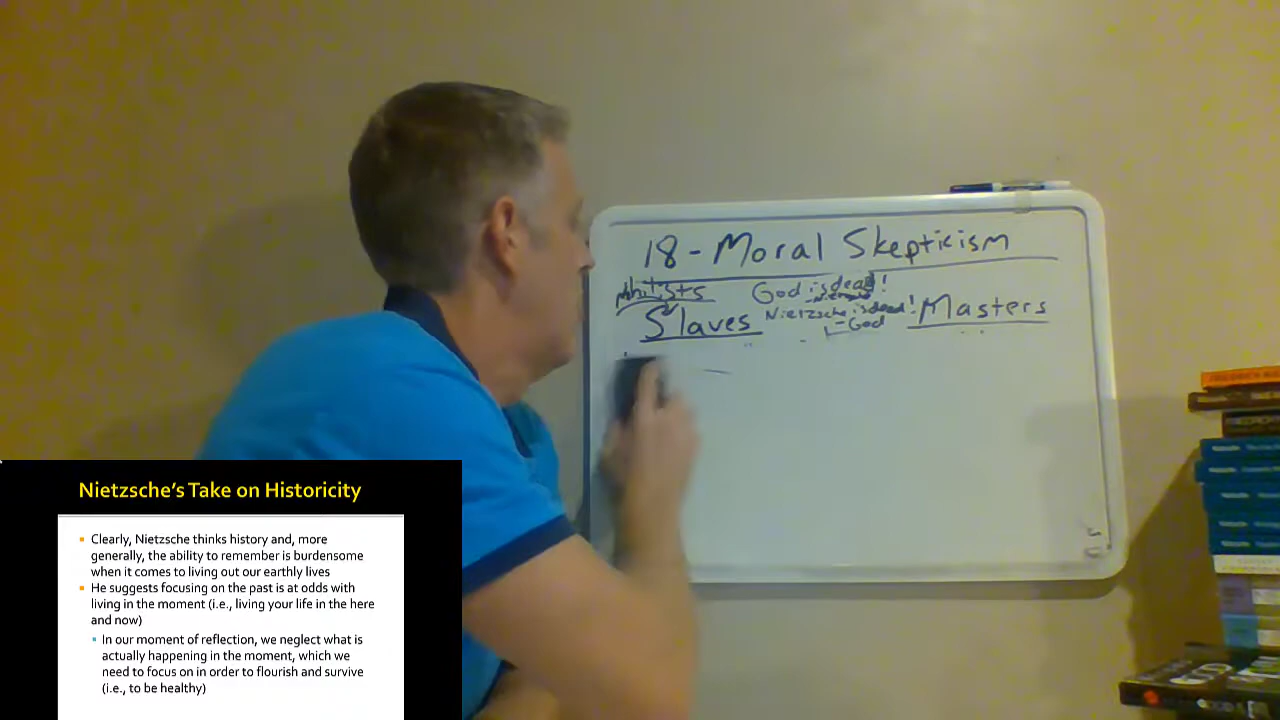 18 - Moral Skepticism
God is dead!
Nietzsche is dead!
- God
Slaves
Masters
Nietzsche's Take on Historicity
Clearly, Nietzsche thinks history and, more
generally, the ability to remember is burdensome
when it comes to living out our earthly lives
He suggests focusing on the past is at odds with
living in the moment (i.e., living your life in the here
and now)
In our moment of reflection, we neglect what is
actually happening in the moment, which we
need to focus on in order to flourish and survive
(i.e., to be healthy)